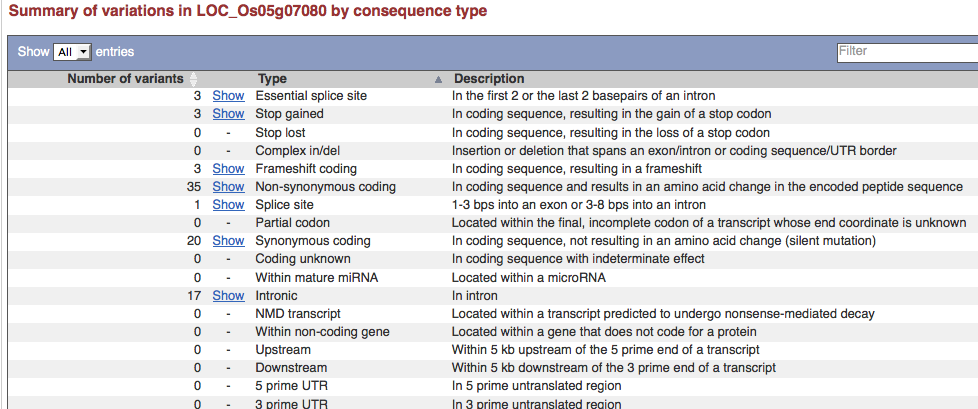 Summary of variations in LOC_Os05g07080 by consequence type
Show All entries Filter
Number of variants Type Description
3 Show Essential splice site In the first 2 or the last 2 basepairs of an intron
3 Show Stop gained In coding sequence, resulting in the gain of a stop codon
0 - Stop lost In coding sequence, resulting in the loss of a stop codon
0 - Complex in/del Insertion or deletion that spans an exon/intron or coding sequence/UTR border
3 Show Frameshift coding In coding sequence, resulting in a frameshift
35 Show Non-synonymous coding In coding sequence and results in an amino acid change in the encoded peptide sequence
1 Show Splice site 1-3 bps into an exon or 3-8 bps into an intron
0 - Partial codon Located within the final, incomplete codon of a transcript whose end coordinate is unknown
20 Show Synonymous coding In coding sequence, not resulting in an amino acid change (silent mutation)
0 - Coding unknown In coding sequence with indeterminate effect
0 - Within mature miRNA Located within a microRNA
17 Show Intronic In intron
0 - NMD transcript Located within a transcript predicted to undergo nonsense-mediated decay
0 - Within non-coding gene Located within a gene that does not code for a protein
0 - Upstream Within 5 kb upstream of the 5 prime end of a transcript
0 - Downstream Within 5 kb downstream of the 3 prime end of a transcript
0 - 5 prime UTR In 5 prime untranslated region
0 - 3 prime UTR In 3 prime untranslated region